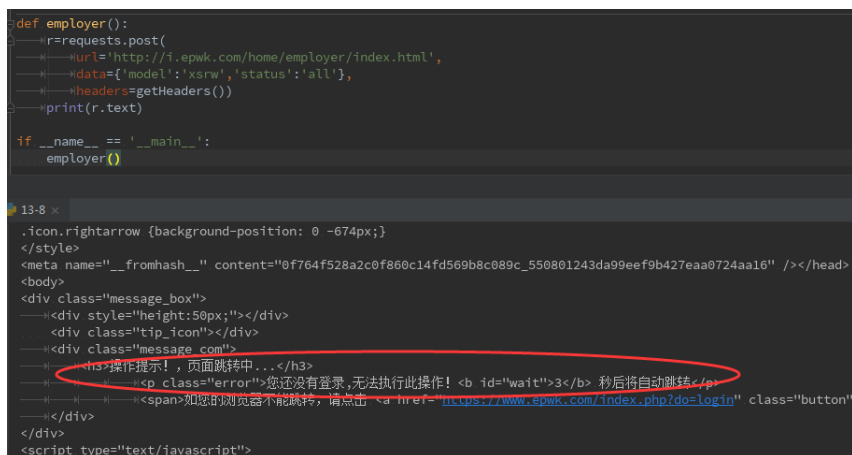 def employer():
r=requests.post(
url='http://i.epwk.com/home/employer/index.html',
data={'model':'xsrw','status':'all'},
headers=getHeaders())
print(r.text)
if __name__ == '__main__':
employer()
13-8 ×
.icon.rightarrow {background-position: 0 -674px;}
</style>
<meta name="__fromhash__" content="0f764f528a2c0f860c14fd569b8c089c_550801243da99eef9b427eaa0724aa16" /></head>
<body>
<div class="message_box">
<div style="height:50px;"></div>
<div class="tip_icon"></div>
<div class="message_com">
<h3>操作提示! , 页面跳转中...</h3>
<p class="error">您还没有登录,无法执行此操作! <b id="wait">3</b> 秒后将自动跳转</p>
<span>如您的浏览器不能跳转, 请点击 <a href="https://www.epwk.com/index.php?do=login" class="button"
</div>
</div>
<script type="text/javascript">